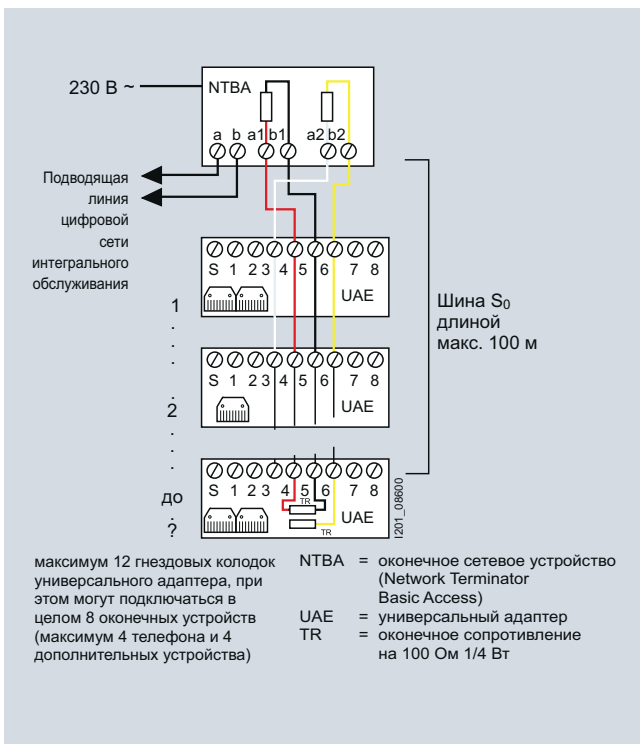 230 В ~
NTBA
a b a1 b1 a2 b2
Подводящая
линия
цифровой
сети
интегрального
обслуживания
S 1 2 3 4 5 6 7 8
UAE
1
.
.
.
Шина S0
длиной
макс. 100 м
S 1 2 3 4 5 6 7 8
UAE
.
2
.
.
.
S 1 2 3 4 5 6 7 8
TR
UAE
TR
до
.
?
I201_08600
максимум 12 гнездовых колодок
универсального адаптера, при
этом могут подключаться в
целом 8 оконечных устройств
(максимум 4 телефона и 4
дополнительных устройства)
NTBA = оконечное сетевое устройство
(Network Terminator
Basic Access)
UAE = универсальный адаптер
TR = оконечное сопротивление
на 100 Ом 1/4 Вт